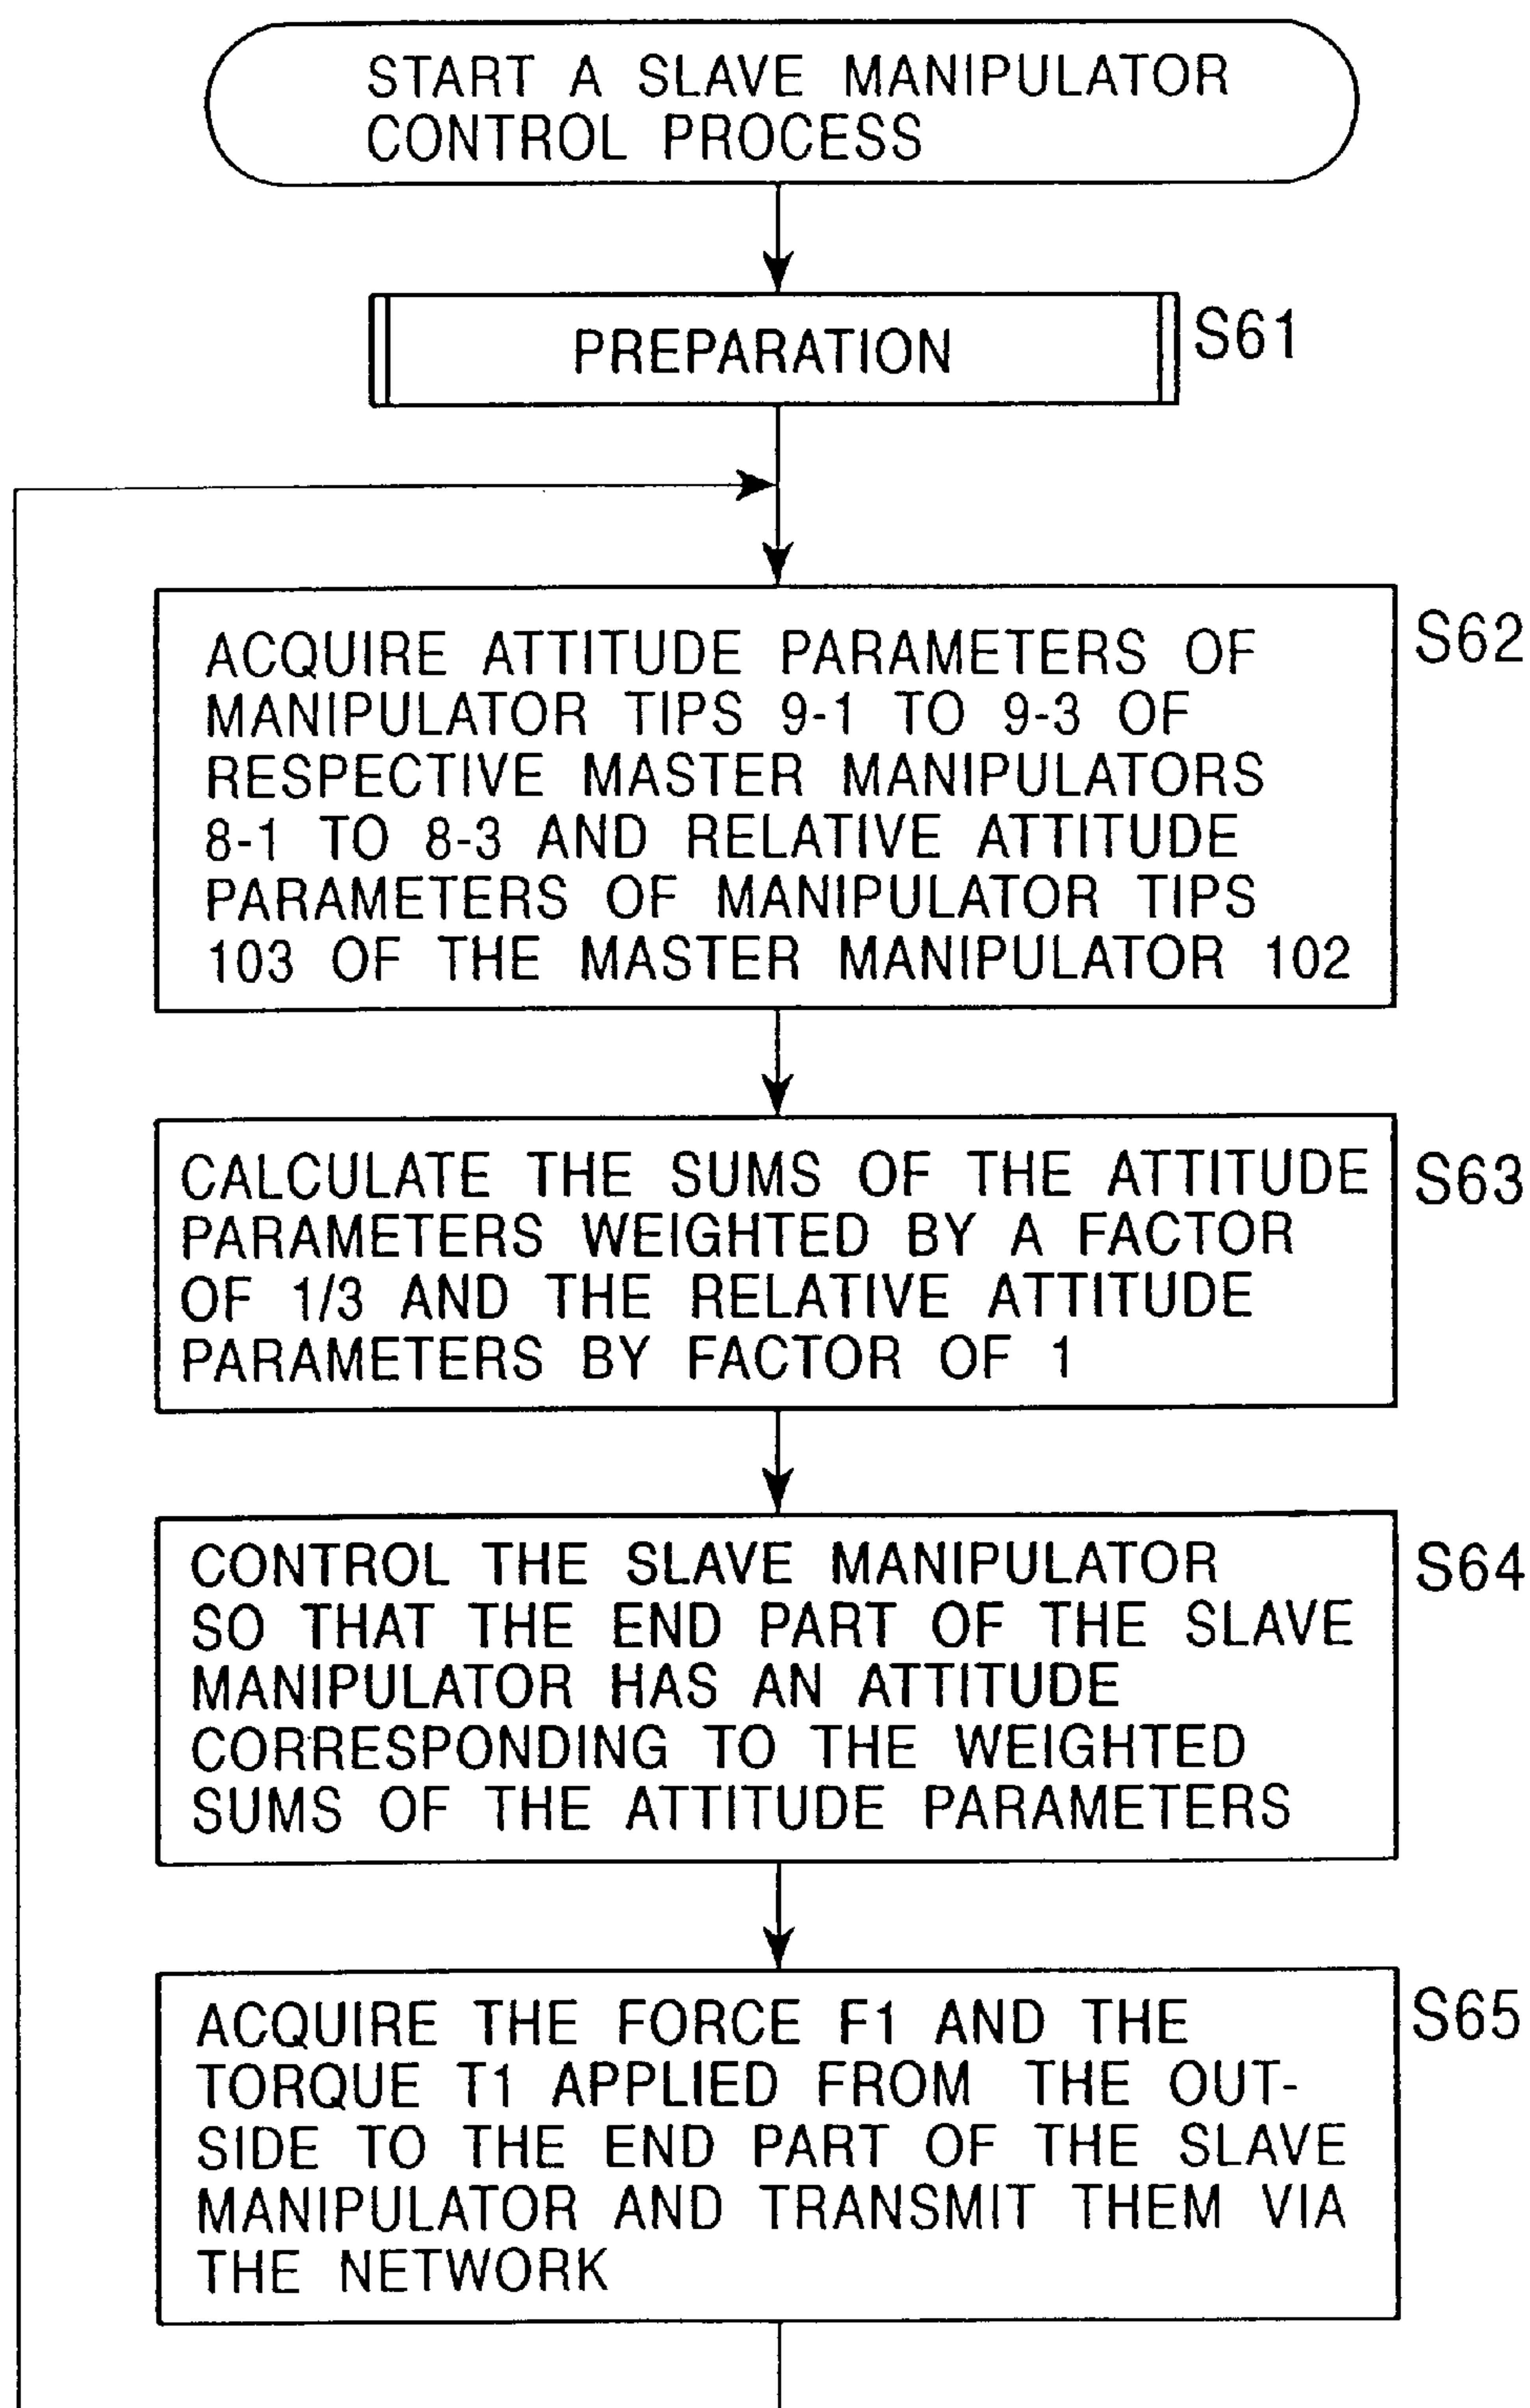 START A SLAVE MANIPULATOR
CONTROL PROCESS
PREPARATION
S61
ACQUIRE ATTITUDE PARAMETERS OF
MANIPULATOR TIPS 9-1 TO 9-3 OF
RESPECTIVE MASTER MANIPULATORS
8-1 TO 8-3 AND RELATIVE ATTITUDE
PARAMETERS OF MANIPULATOR TIPS
103 OF THE MASTER MANIPULATOR 102
S62
CALCULATE THE SUMS OF THE ATTITUDE
PARAMETERS WEIGHTED BY A FACTOR
OF 1/3 AND THE RELATIVE ATTITUDE
PARAMETERS BY FACTOR OF 1
S63
CONTROL THE SLAVE MANIPULATOR
SO THAT THE END PART OF THE SLAVE
MANIPULATOR HAS AN ATTITUDE
CORRESPONDING TO THE WEIGHTED
SUMS OF THE ATTITUDE PARAMETERS
S64
ACQUIRE THE FORCE F1 AND THE
TORQUE T1 APPLIED FROM THE OUT-
SIDE TO THE END PART OF THE SLAVE
MANIPULATOR AND TRANSMIT THEM VIA
THE NETWORK
S65